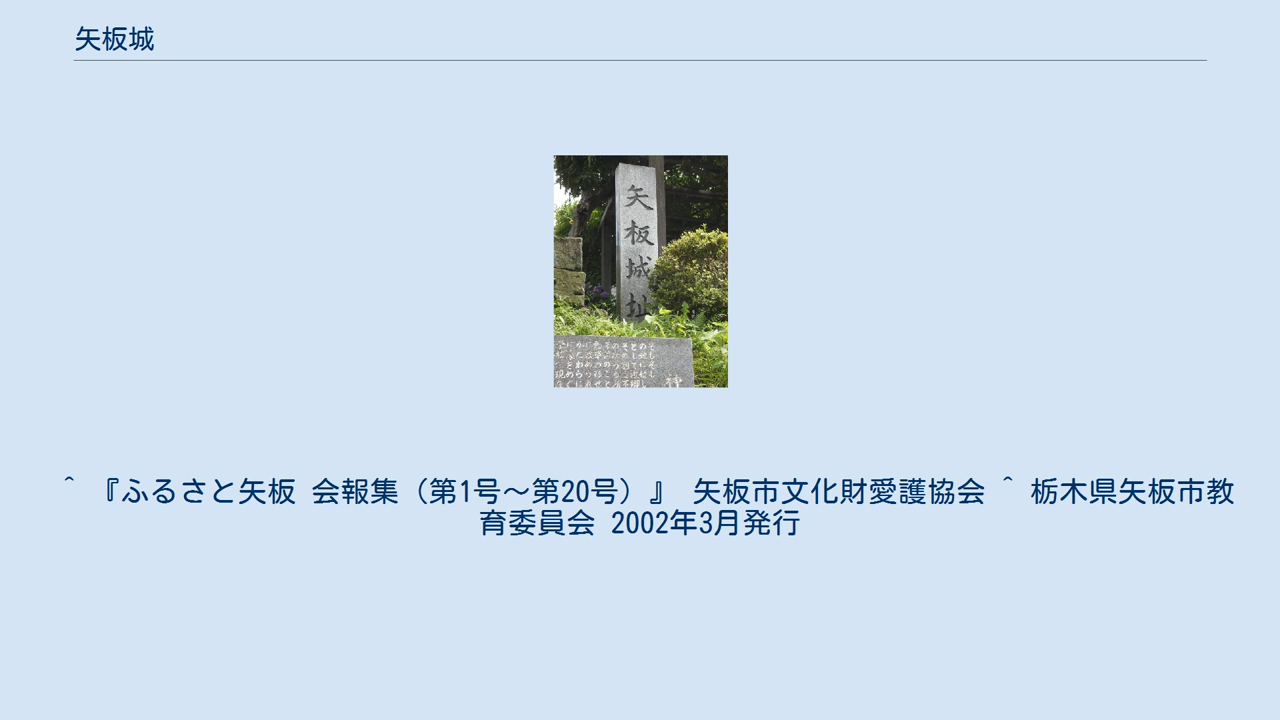 矢板城
矢板城址
^ 『ふるさと矢板 会報集（第1号〜第20号）』 矢板市文化財愛護協会 ^ 栃木県矢板市教
育委員会 2002年3月発行